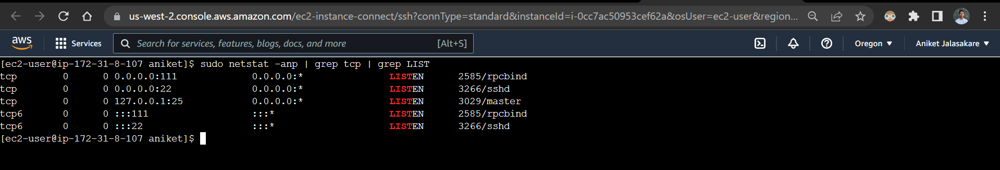 us-west-2.console.aws.amazon.com/ec2-instance-connect/ssh?connType=standard&instanceId=i-0cc7ac50953cef62a&osUser=ec2-user&region...
aws Services Search for services, features, blogs, docs, and more [Alt+S] Oregon ▼ Aniket Jalasakare ▼
[ec2-user@ip-172-31-8-107 aniket]$ sudo netstat -anp | grep tcp | grep LIST
tcp 0 0 0.0.0.0:111 0.0.0.0:* LISTEN 2585/rpcbind
tcp 0 0 0.0.0.0:22 0.0.0.0:* LISTEN 3266/sshd
tcp 0 0 127.0.0.1:25 0.0.0.0:* LISTEN 3029/master
tcp6 0 0 :::111 :::* LISTEN 2585/rpcbind
tcp6 0 0 :::22 :::* LISTEN 3266/sshd
[ec2-user@ip-172-31-8-107 aniket]$